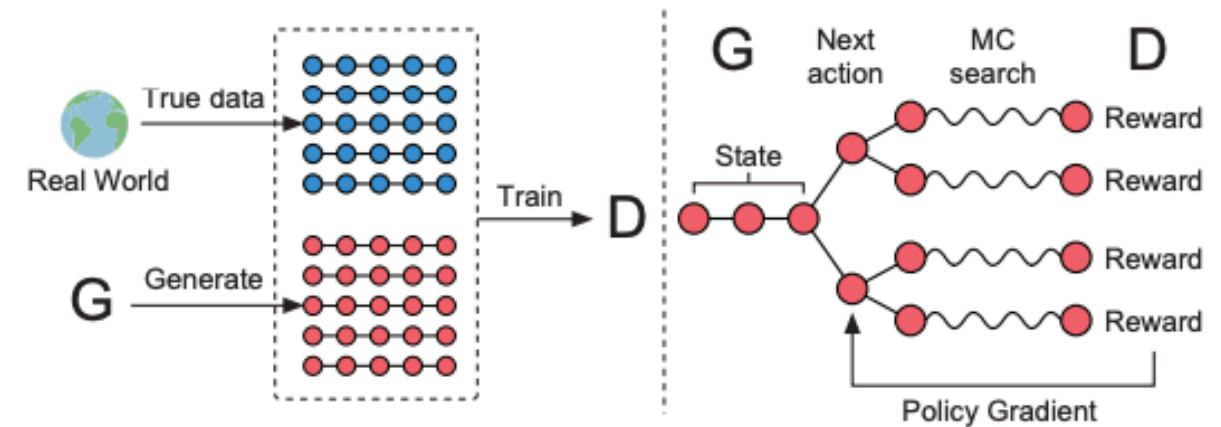 True data
Real World
G
Generate
Train
D
G
Next
action
MC
search
D
State
Reward
Reward
Reward
Reward
Policy Gradient